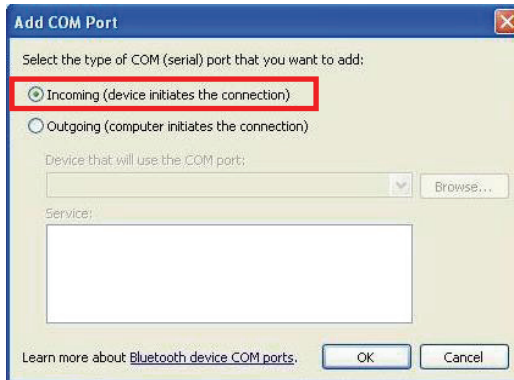 Add COM Port
Select the type of COM (serial) port that you want to add:
Incoming (device initiates the connection)
Outgoing (computer initiates the connection)
Device that will use the COM port:
Browse...
Service:
Learn more about Bluetooth device COM ports.
OK
Cancel